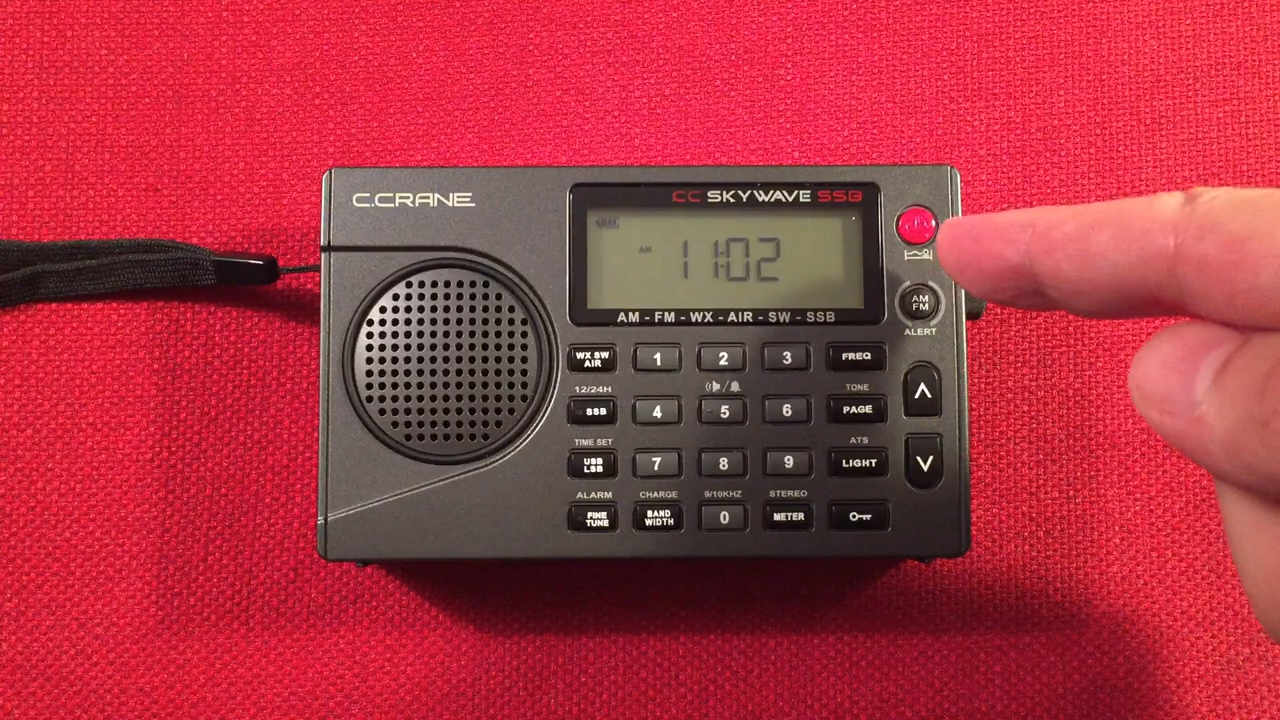 C.CRANE
CC SKYWAVE SSB
AM 11:02
AM - FM - WX - AIR - SW - SSB
AM
FM
ALERT
WX SW
AIR
1
2
3
FREQ
12/24H
TONE
SSB
4
5
6
PAGE
TIME SET
ATS
USB
LSB
7
8
9
LIGHT
ALARM
CHARGE
9/10KHZ
STEREO
FINE
TUNE
BAND
WIDTH
0
METER